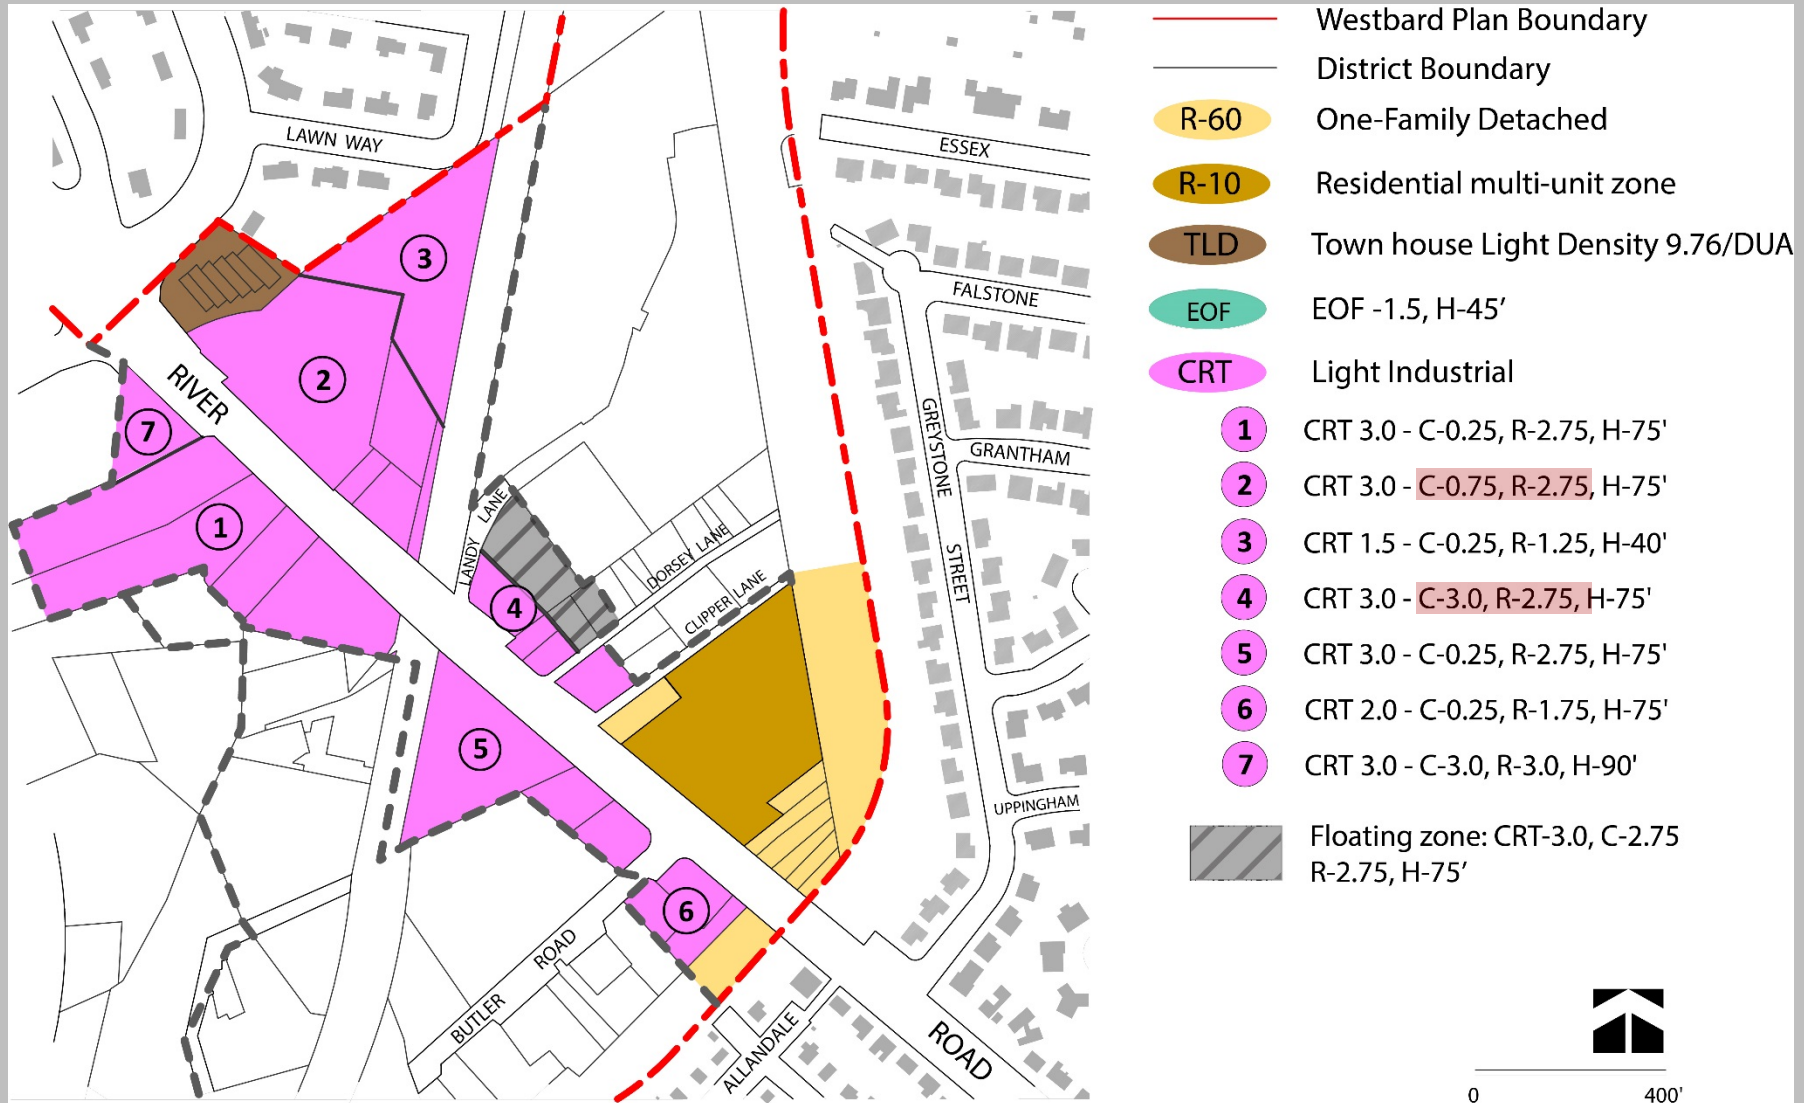 LAWN WAY
ESSEX
FALSTONE
GRANTHAM
GREYSTONE
STREET
UPPINGHAM
RIVER
LANDY
LANE
DORSEY LANE
CLIPPER LANE
BUTLER
ROAD
ALLANDALE
ROAD
3
2
7
1
4
5
6
Westbard Plan Boundary
District Boundary
R-60 One-Family Detached
R-10 Residential multi-unit zone
TLD Town house Light Density 9.76/DUA
EOF EOF -1.5, H-45′
CRT Light Industrial
1 CRT 3.0 - C-0.25, R-2.75, H-75'
2 CRT 3.0 - C-0.75, R-2.75, H-75'
3 CRT 1.5 - C-0.25, R-1.25, H-40'
4 CRT 3.0 - C-3.0, R-2.75, H-75'
5 CRT 3.0 - C-0.25, R-2.75, H-75'
6 CRT 2.0 - C-0.25, R-1.75, H-75'
7 CRT 3.0 - C-3.0, R-3.0, H-90'
Floating zone: CRT-3.0, C-2.75
R-2.75, H-75′
0 400'